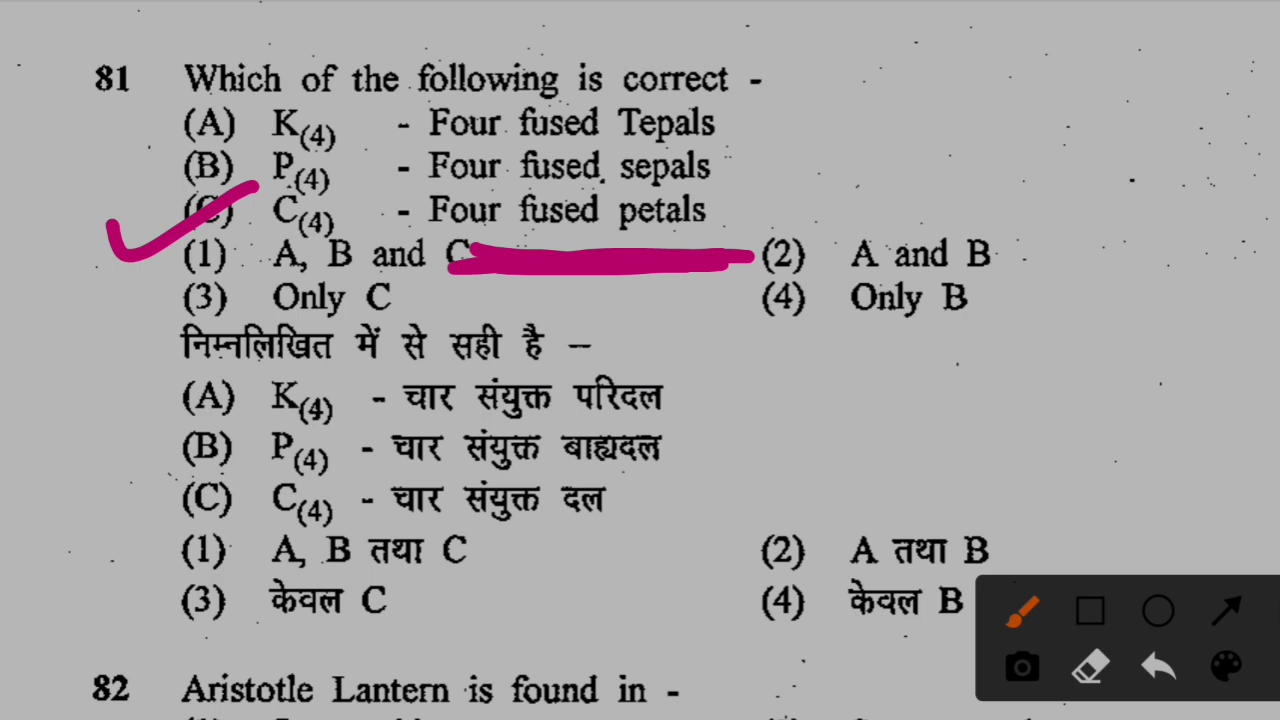 81 Which of the following is correct -
(A) K(4) - Four fused Tepals
(B) P(4) - Four fused sepals
(C) C(4) - Four fused petals
(1) A, B and C (2) A and B
(3) Only C (4) Only B
निम्नलिखित में से सही है –
(A) K(4) - चार संयुक्त परिदल
(B) P(4) - चार संयुक्त बाह्यदल
(C) C(4) - चार संयुक्त दल
(1) A, B तथा C (2) A तथा B
(3) केवल C (4) केवल B
82 Aristotle Lantern is found in -